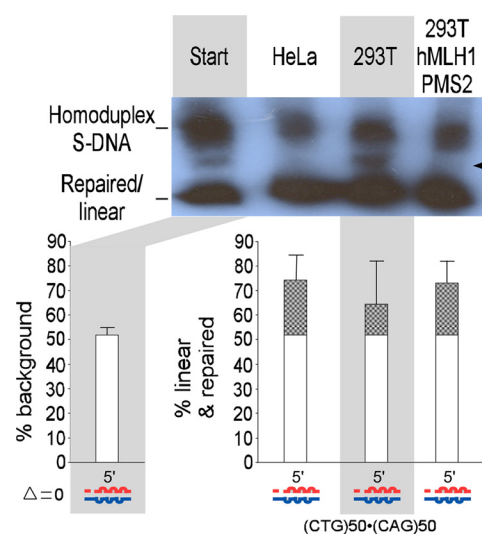 Start
HeLa
293T
293T
hMLH1
PMS2
Homoduplex
S-DNA
Repaired/
linear
% background
90
80
70
60
50
40
30
20
10
0
5'
△=0
% linear
& repaired
90
80
70
60
50
40
30
20
10
0
5'
5'
5'
(CTG)50•(CAG)50